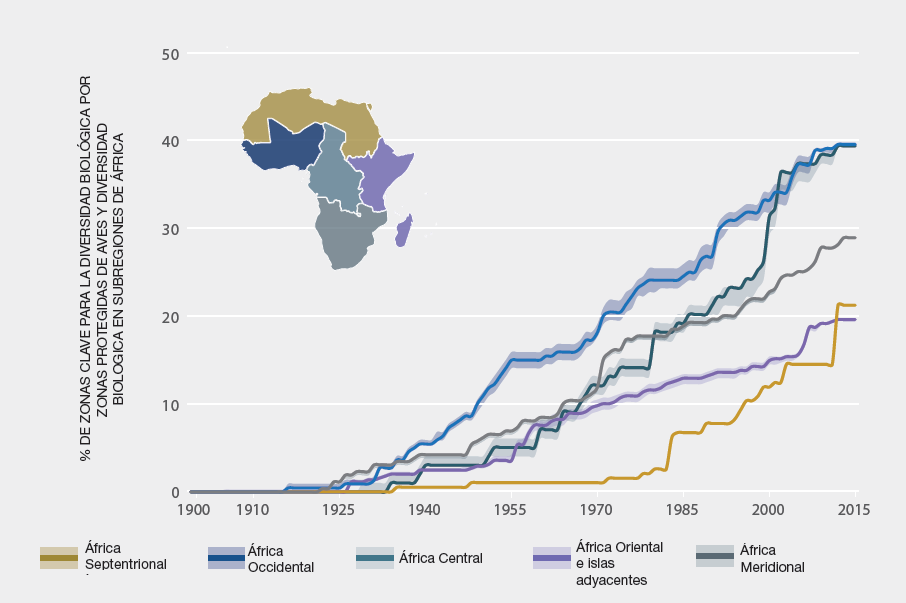 % DE ZONAS CLAVE PARA LA DIVERSIDAD BIOLÓGICA POR
ZONAS PROTEGIDAS DE AVES Y DIVERSIDAD
BIOLÓGICA EN SUBREGIONES DE ÁFRICA
50
40
30
20
10
0
1900 1910 1925 1940 1955 1970 1985 2000 2015
África
Septentrional
África
Occidental
África Central
África Oriental
e islas
adyacentes
África
Meridional